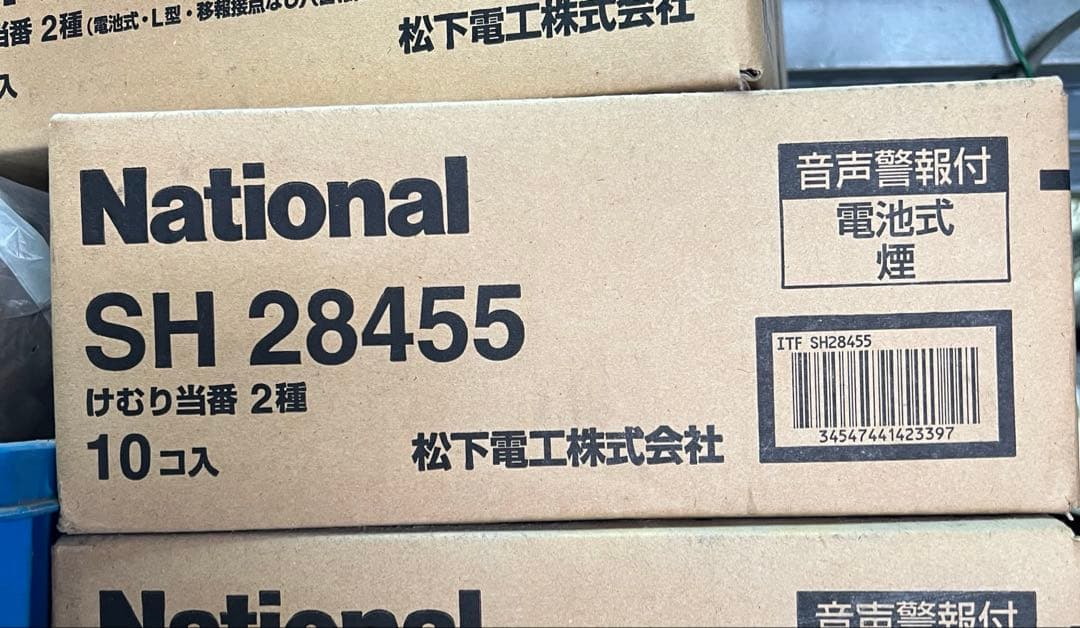 当番 2種(電池式・L型・移報接点なし)
松下電工株式会社
入
National
音声警報付
電池式
煙
SH 28455
けむり当番 2種
10コ入
松下電工株式会社
ITF SH28455
34547441423397
National
音声警報付